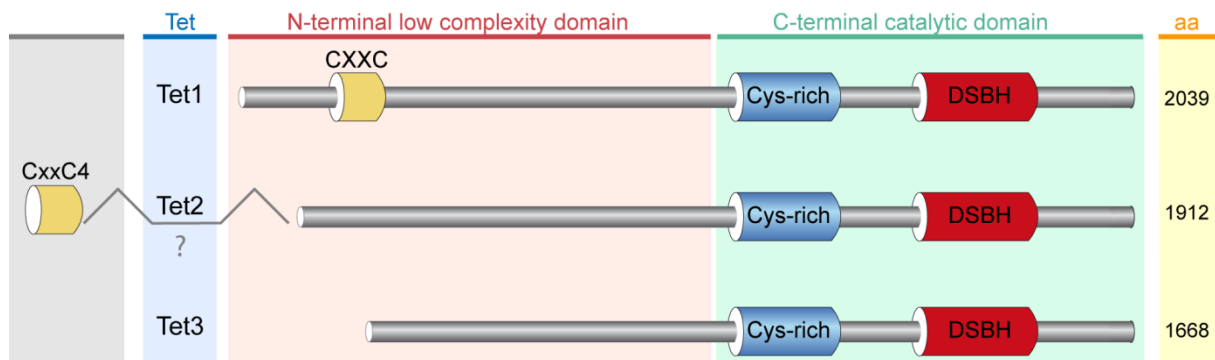 Tet N-terminal low complexity domain C-terminal catalytic domain aa
CXXC
Tet1 Cys-rich DSBH 2039
CxxC4
Tet2 Cys-rich DSBH 1912
?
Tet3 Cys-rich DSBH 1668